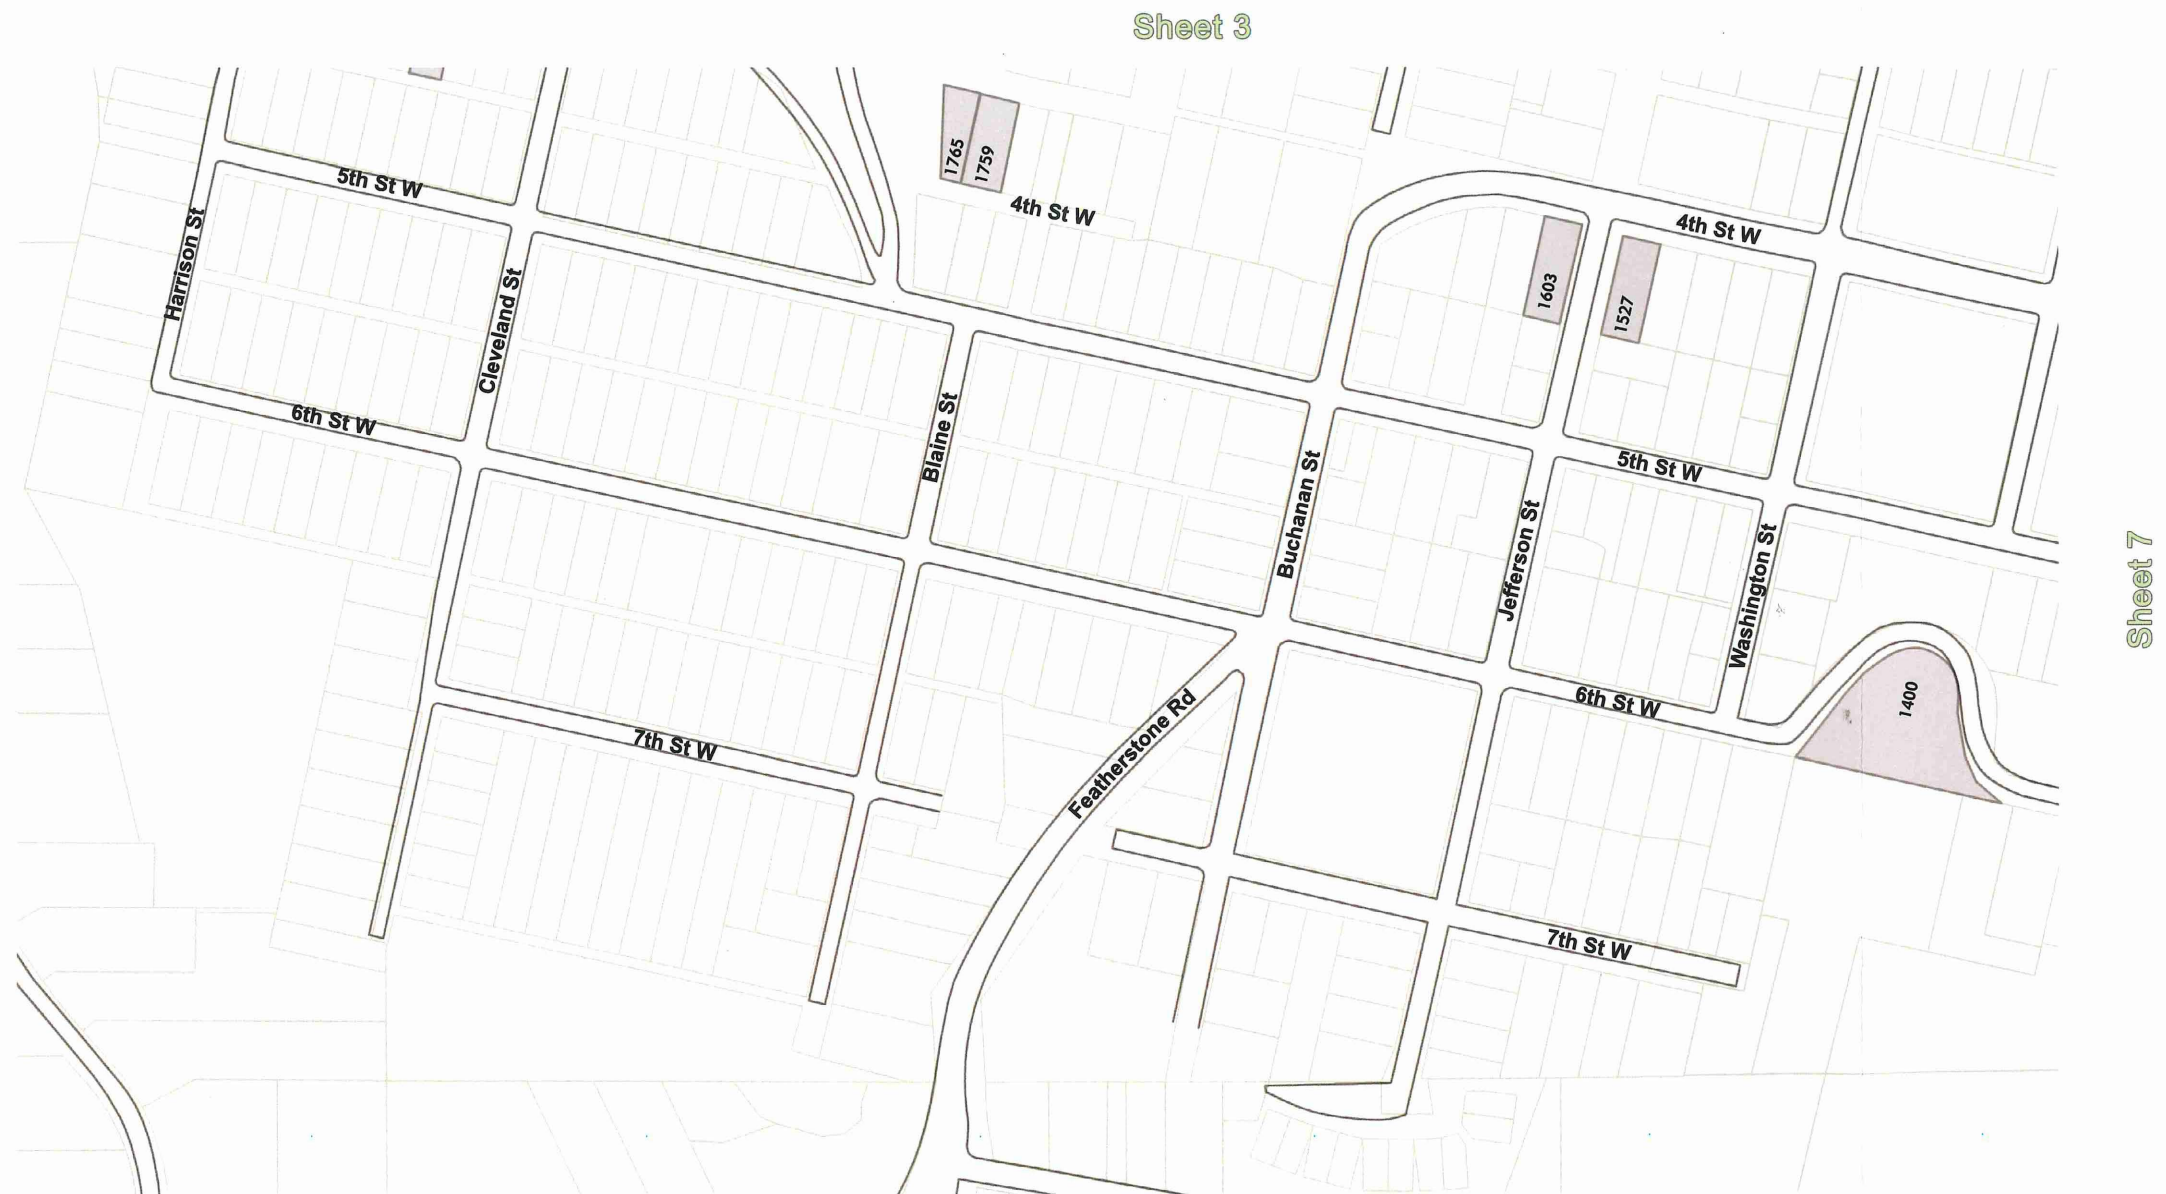 Sheet 3
1765
1759
5th St W
4th St W
4th St W
Harrison St
Cleveland St
1603
1527
6th St W
Blaine St
Buchanan St
5th St W
Jefferson St
Washington St
Sheet 7
6th St W
1400
7th St W
Featherstone Rd
7th St W